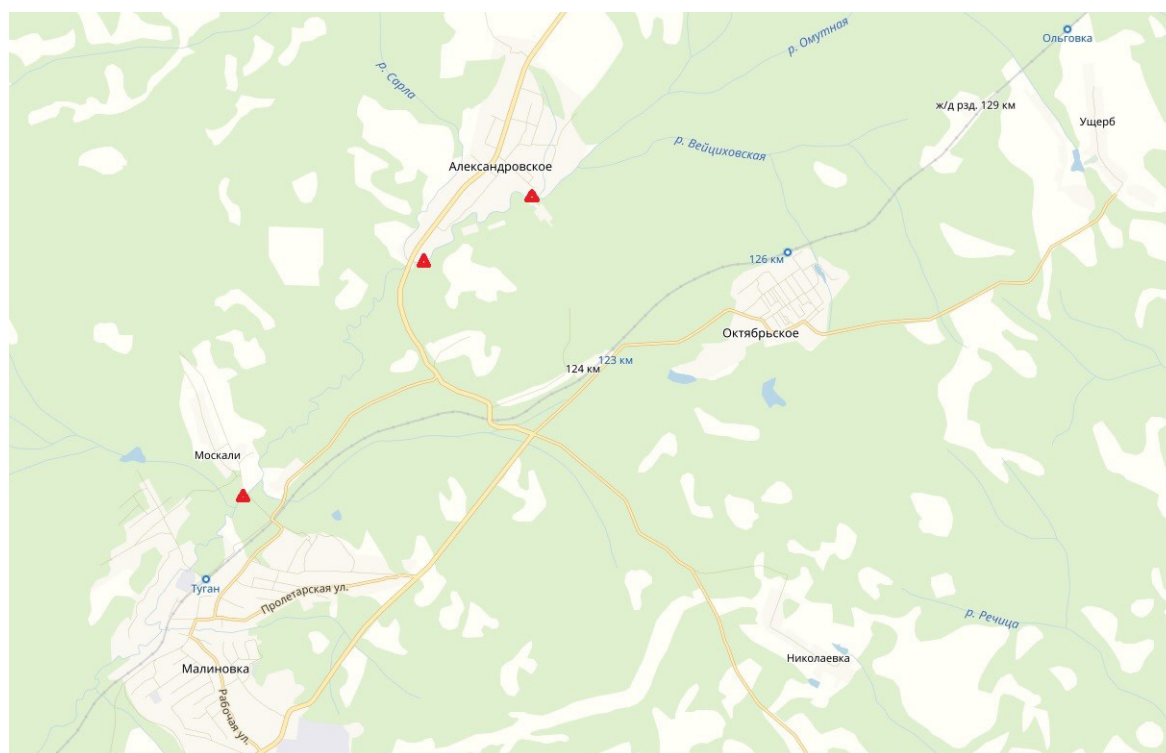 р. Омутная
Ольговка
р. Сарла
ж/д рзд. 129 км
Ущерб
р. Вейциховская
Александровское
126 км
Октябрьское
123 км
124 км
Москали
Туган
Пролетарская ул.
р. Речица
Николаевка
Малиновка
Рабочая ул.